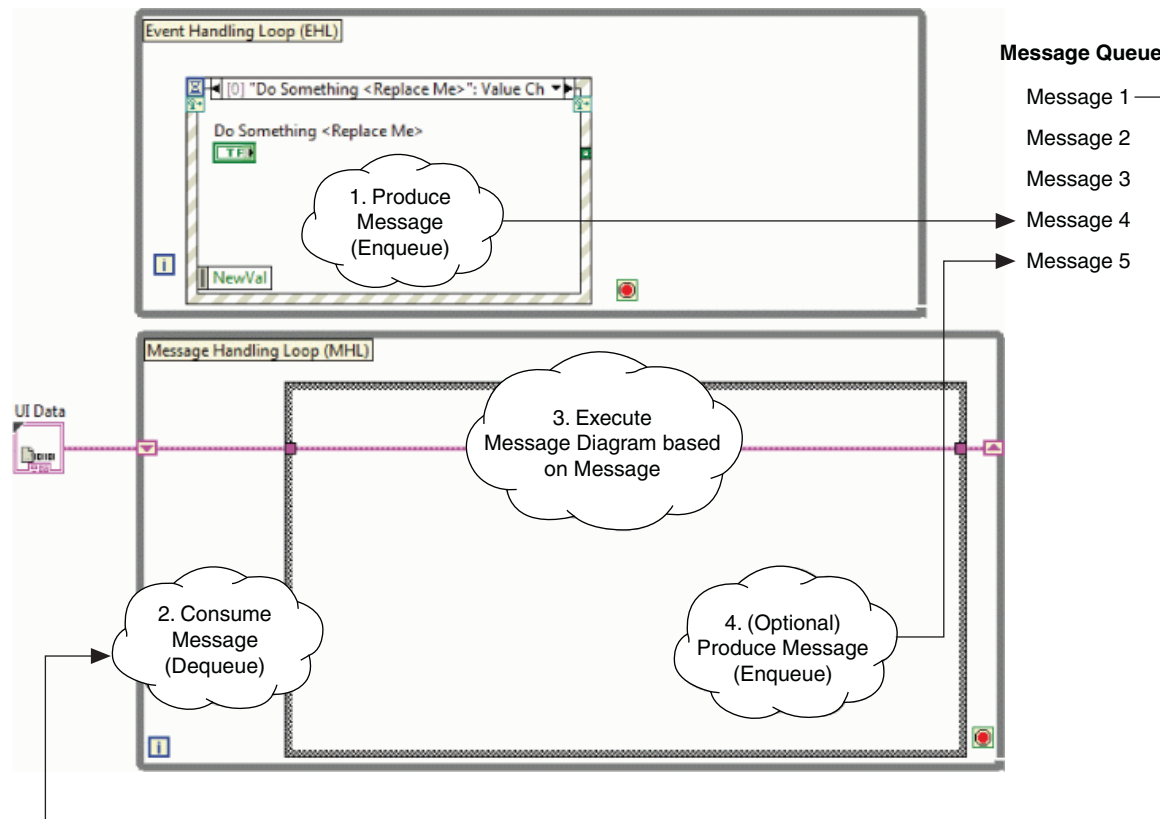 Event Handling Loop (EHL)
[0] "Do Something <Replace Me>": Value Ch
Do Something <Replace Me>
TF
1. Produce
Message
(Enqueue)
i
NewVal
Message Queue
Message 1
Message 2
Message 3
Message 4
Message 5
Message Handling Loop (MHL)
UI Data
3. Execute
Message Diagram based
on Message
2. Consume
Message
(Dequeue)
4. (Optional)
Produce Message
(Enqueue)
i